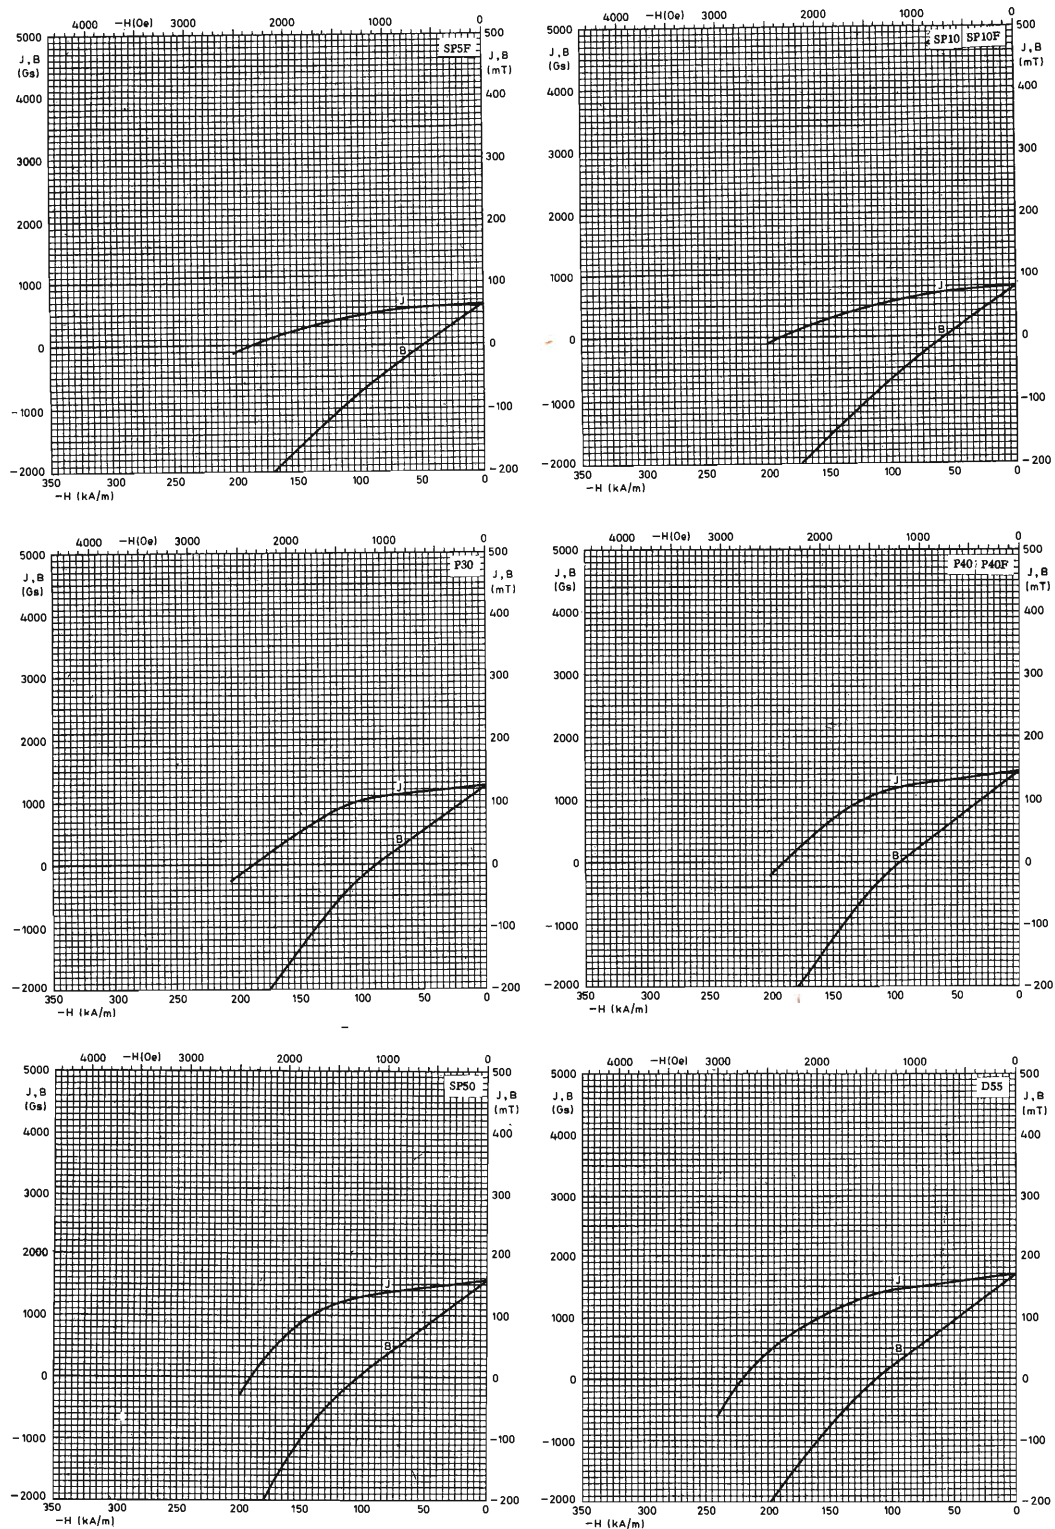 4000 −H(Oe) 3000 2000 1000 0
5000 SP5F 500
J,B (Gs) J,B (mT)
4000 400
3000 300
2000 200
1000 100
J
0 B 0
−1000 −100
−2000 −200
350 300 250 200 150 100 50 0
−H (kA/m)
4000 −H(Oe) 3000 2000 1000 0
5000 SP10 SP10F 500
J,B (Gs) J,B (mT)
4000 400
3000 300
2000 200
1000 100
J
0 B 0
−1000 −100
−2000 −200
350 300 250 200 150 100 50 0
−H (kA/m)
4000 −H(Oe) 3000 2000 1000 0
5000 P30 500
J,B (Gs) J,B (mT)
4000 400
3000 300
2000 200
1000 J 100
B
0 0
−1000 −100
−2000 −200
350 300 250 200 150 100 50 0
−H (kA/m)
4000 −H(Oe) 3000 2000 1000 0
5000 P40 P40F 500
J,B (Gs) J,B (mT)
4000 400
3000 300
2000 200
J
1000 100
0 B 0
−1000 −100
−2000 −200
350 300 250 200 150 100 50 0
−H (kA/m)
4000 −H(Oe) 3000 2000 1000 0
5000 SP50 500
J,B (Gs) J,B (mT)
4000 400
3000 300
2000 200
J
1000 100
B
0 0
−1000 −100
−2000 −200
350 300 250 200 150 100 50 0
−H (kA/m)
4000 −H(Oe) 3000 2000 1000 0
5000 D55 500
J,B (Gs) J,B (mT)
4000 400
3000 300
2000 200
J
1000 100
B
0 0
−1000 −100
−2000 −200
350 300 250 200 150 100 50 0
−H (kA/m)